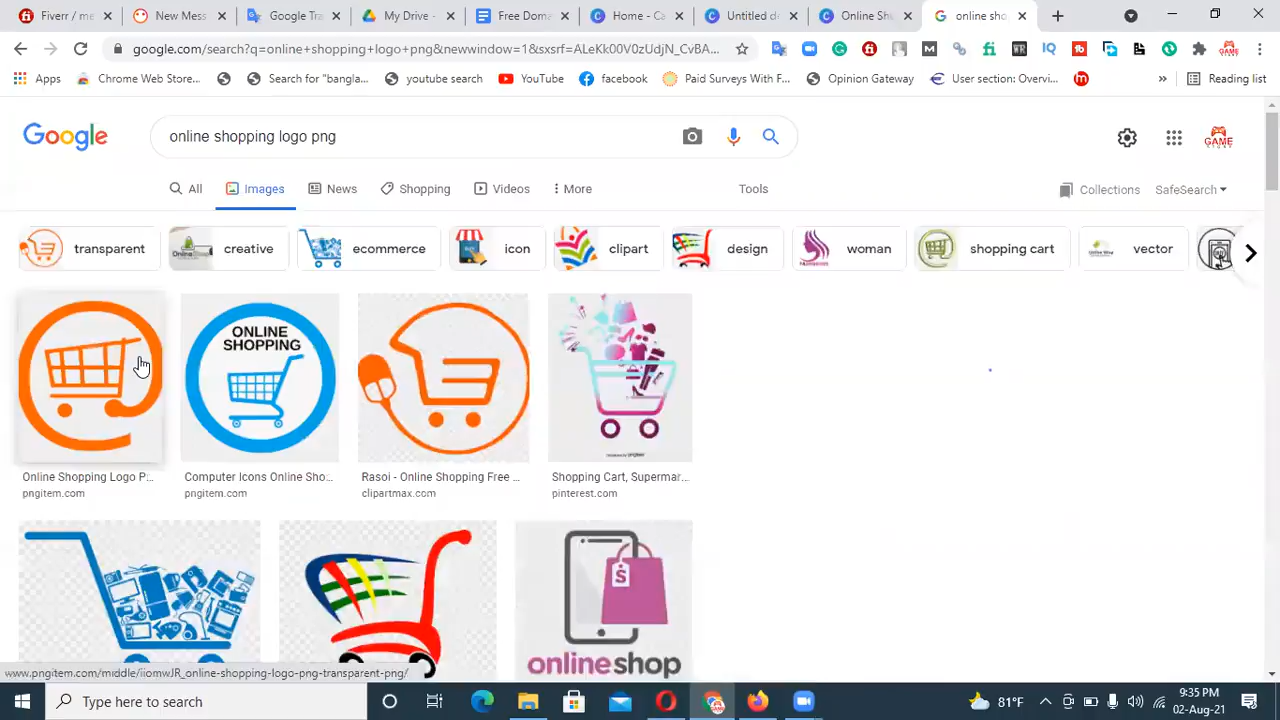 Fiverr / me
New Mess
Google Tra
My Drive -
Free Doma
Home - Ca
Untitled d
Online Sho
online sho
google.com/search?q=online+shopping+logo+png&newwindow=1&sxsrf=ALeKk00V0zUdjN_CvBA...
Apps
Chrome Web Store...
Search for "bangla...
youtube.search
YouTube
facebook
Paid Surveys With F...
Opinion Gateway
User section: Overvi...
»
Reading list
Google
online shopping logo png
GAME
All
Images
News
Shopping
Videos
More
Tools
Collections
SafeSearch
transparent
creative
ecommerce
icon
clipart
design
woman
shopping cart
vector
ONLINE
SHOPPING
Online Shopping Logo P...
pngitem.com
Computer Icons Online Sho...
pngitem.com
Rasoi - Online Shopping Free ...
clipartmax.com
Shopping Cart, Supermar...
pinterest.com
S
onlineshop
www.pngitem.com/middle/iiomwJR_online-shopping-logo-png-transparent-png/
Type here to search
81°F
9:35 PM
02-Aug-21